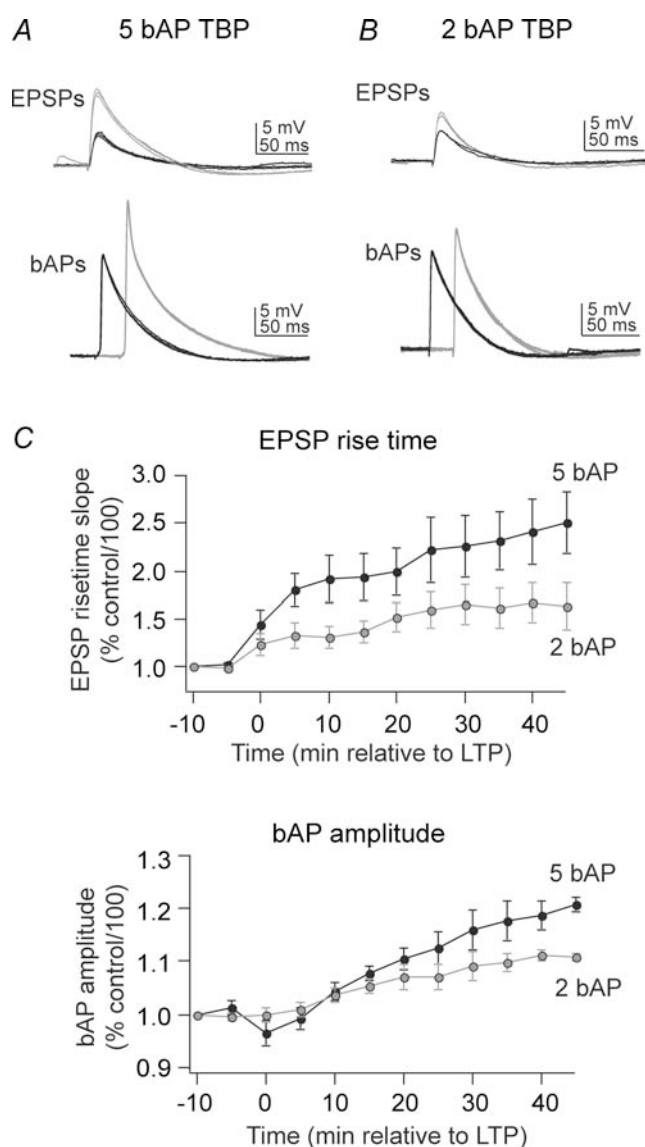 A 5 bAP TBP
B 2 bAP TBP
EPSPs
5 mV
50 ms
EPSPs
5 mV
50 ms
bAPs
5 mV
50 ms
bAPs
5 mV
50 ms
C
EPSP rise time
EPSP risetime slope
(% control/100)
3.0
2.5
2.0
1.5
1.0
5 bAP
2 bAP
-10 0 10 20 30 40
Time (min relative to LTP)
bAP amplitude
bAP amplitude
(% control/100)
1.3
1.2
1.1
1.0
0.9
5 bAP
2 bAP
-10 0 10 20 30 40
Time (min relative to LTP)